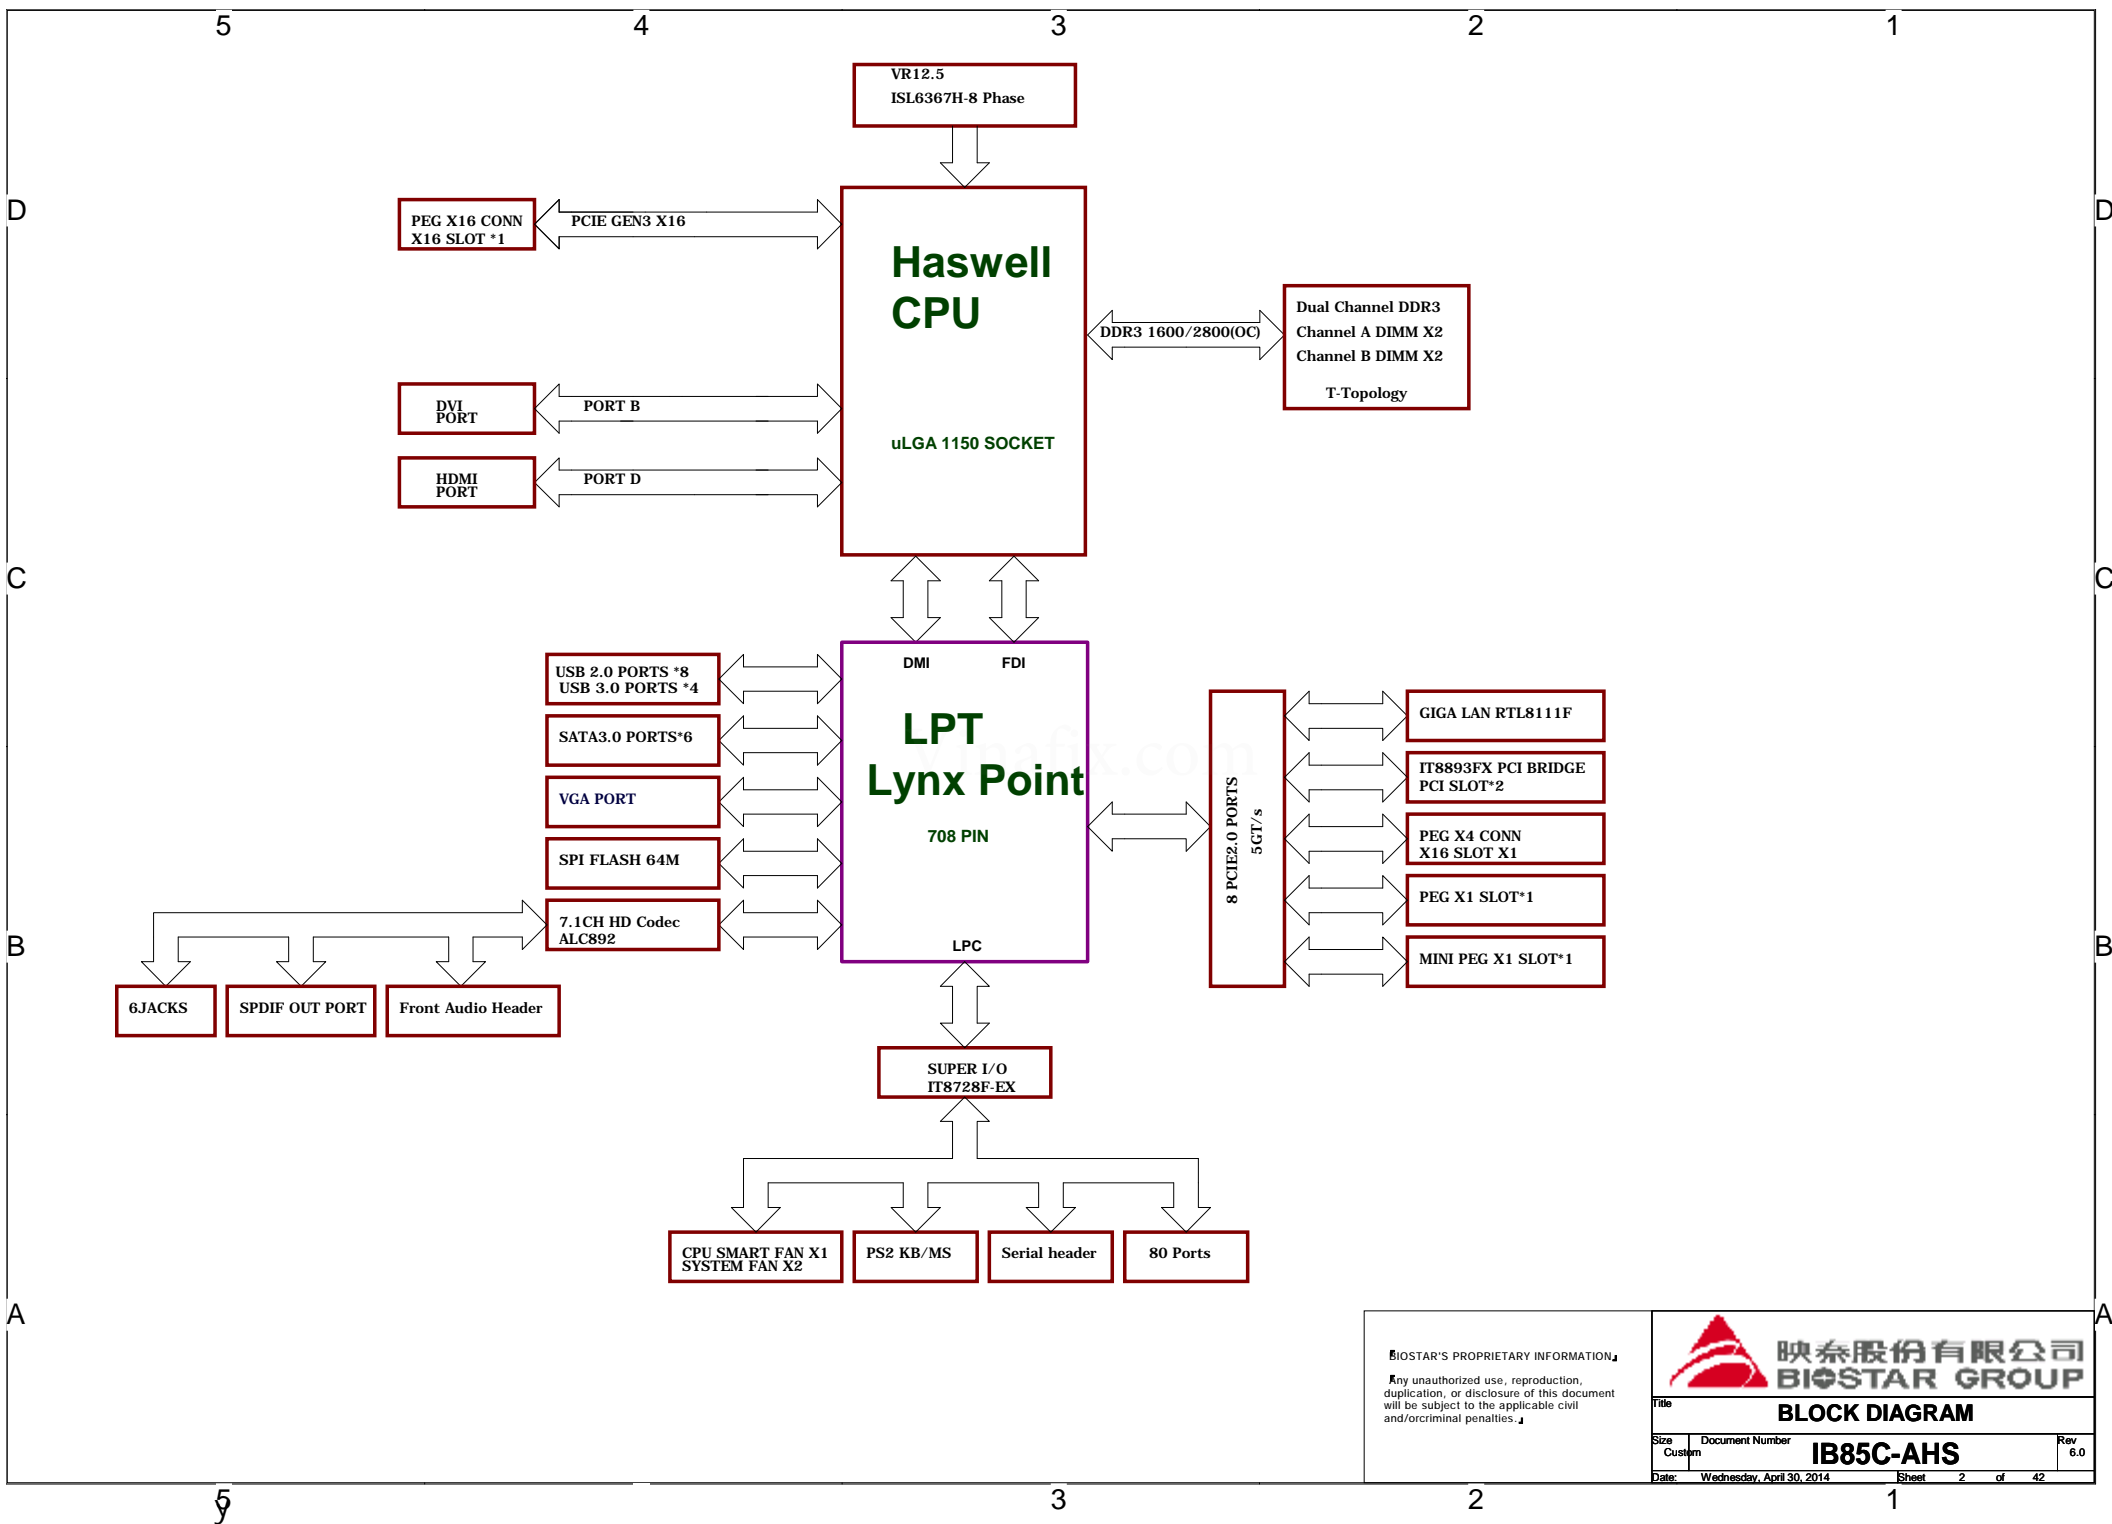 5 4 3 2 1
VR12.5
ISL6367H-8 Phase
D D
PEG X16 CONN
X16 SLOT *1
PCIE GEN3 X16
Haswell
CPU
Dual Channel DDR3
Channel A DIMM X2
Channel B DIMM X2
T-Topology
DDR3 1600/2800(OC)
DVI
PORT
PORT B
uLGA 1150 SOCKET
HDMI
PORT
PORT D
C C
DMI FDI
USB 2.0 PORTS *8
USB 3.0 PORTS *4
LPT
Lynx Point
708 PIN
LPC
Vinafix.com
SATA3.0 PORTS*6
VGA PORT
SPI FLASH 64M
7.1CH HD Codec
ALC892
8 PCIE2.0 PORTS
5GT/s
GIGA LAN RTL8111F
IT8893FX PCI BRIDGE
PCI SLOT*2
PEG X4 CONN
X16 SLOT X1
PEG X1 SLOT*1
MINI PEG X1 SLOT*1
B B
6JACKS
SPDIF OUT PORT
Front Audio Header
SUPER I/O
IT8728F-EX
CPU SMART FAN X1
SYSTEM FAN X2
PS2 KB/MS
Serial header
80 Ports
A A
『BIOSTAR'S PROPRIETARY INFORMATION』
『Any unauthorized use, reproduction,
duplication, or disclosure of this document
will be subject to the applicable civil
and/orcriminal penalties.』
映泰股份有限公司
BIOSTAR GROUP
Title
BLOCK DIAGRAM
Size
Custom
Document Number
IB85C-AHS
Rev
6.0
Date: Wednesday, April 30, 2014 Sheet 2 of 42
5 3 2 1
y